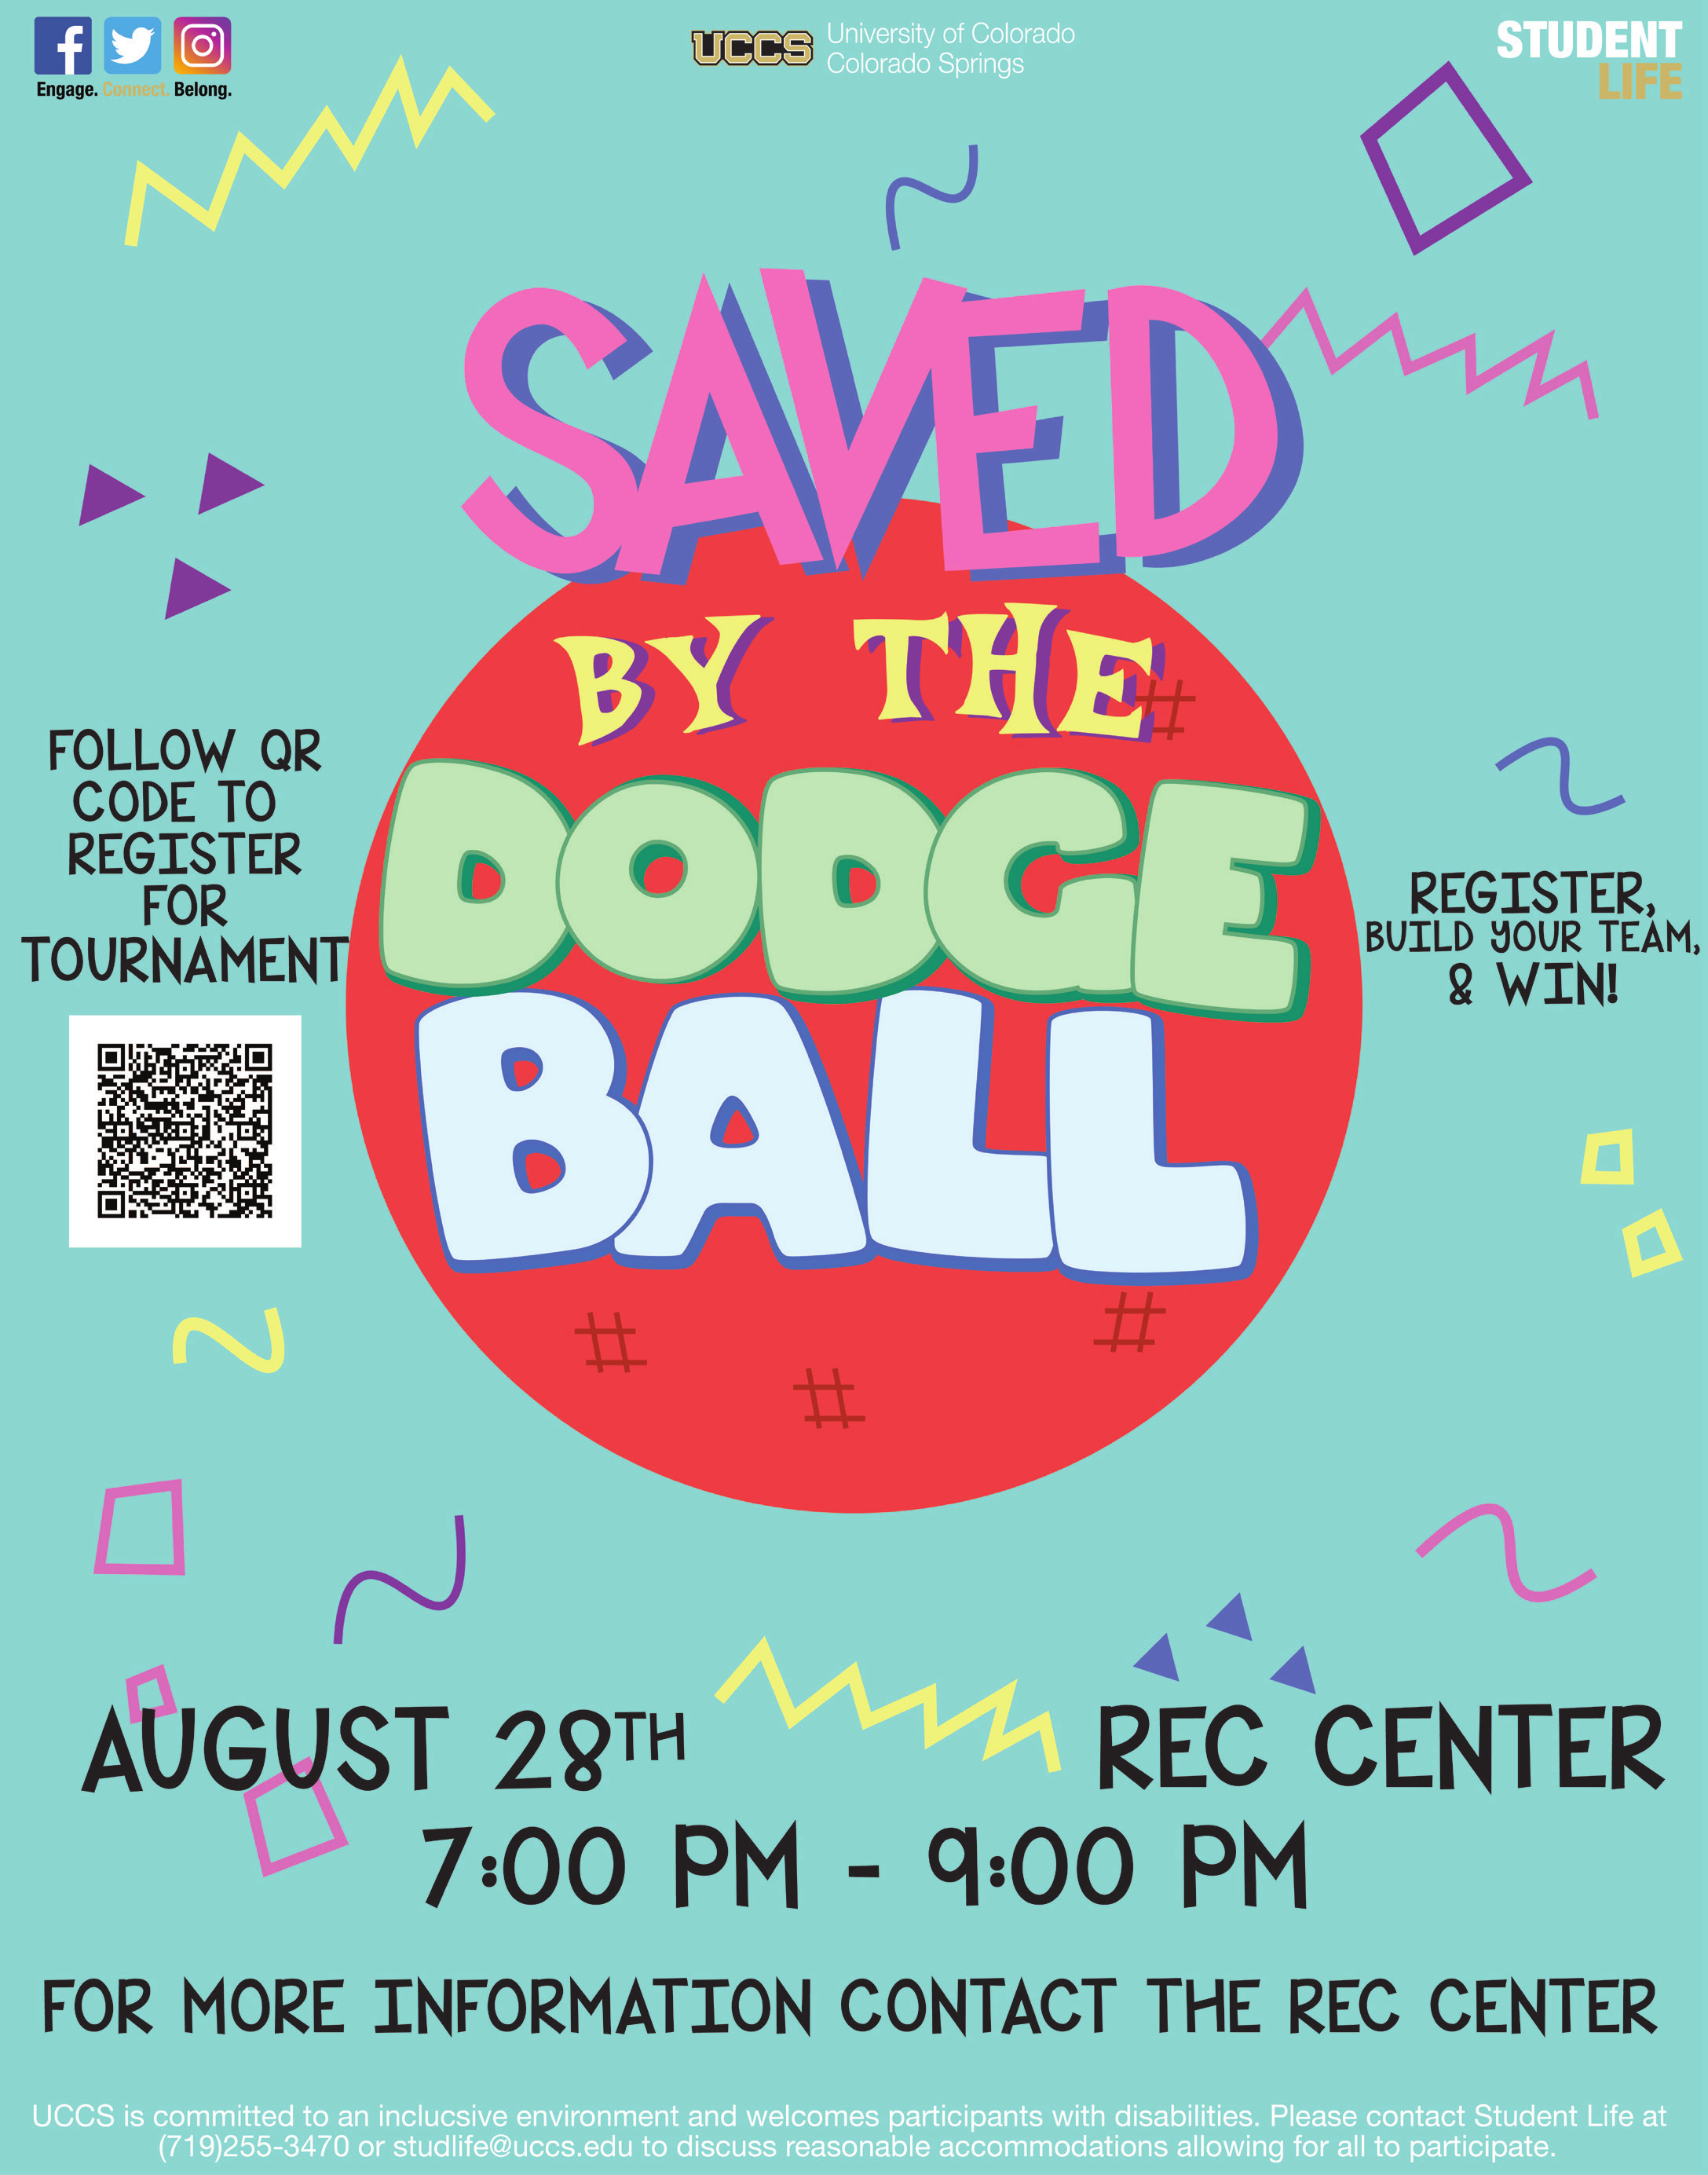 Engage. Connect. Belong.
UCCS
University of Colorado
Colorado Springs
STUDENT
LIFE
SAVED
BY THE
DODGE
BALL
FOLLOW QR
CODE TO
REGISTER
FOR
TOURNAMENT
REGISTER,
BUILD YOUR TEAM,
& WIN!
AUGUST 28TH
REC CENTER
7:00 PM - 9:00 PM
FOR MORE INFORMATION CONTACT THE REC CENTER
UCCS is committed to an inclucsive environment and welcomes participants with disabilities. Please contact Student Life at
(719)255-3470 or studlife@uccs.edu to discuss reasonable accommodations allowing for all to participate.